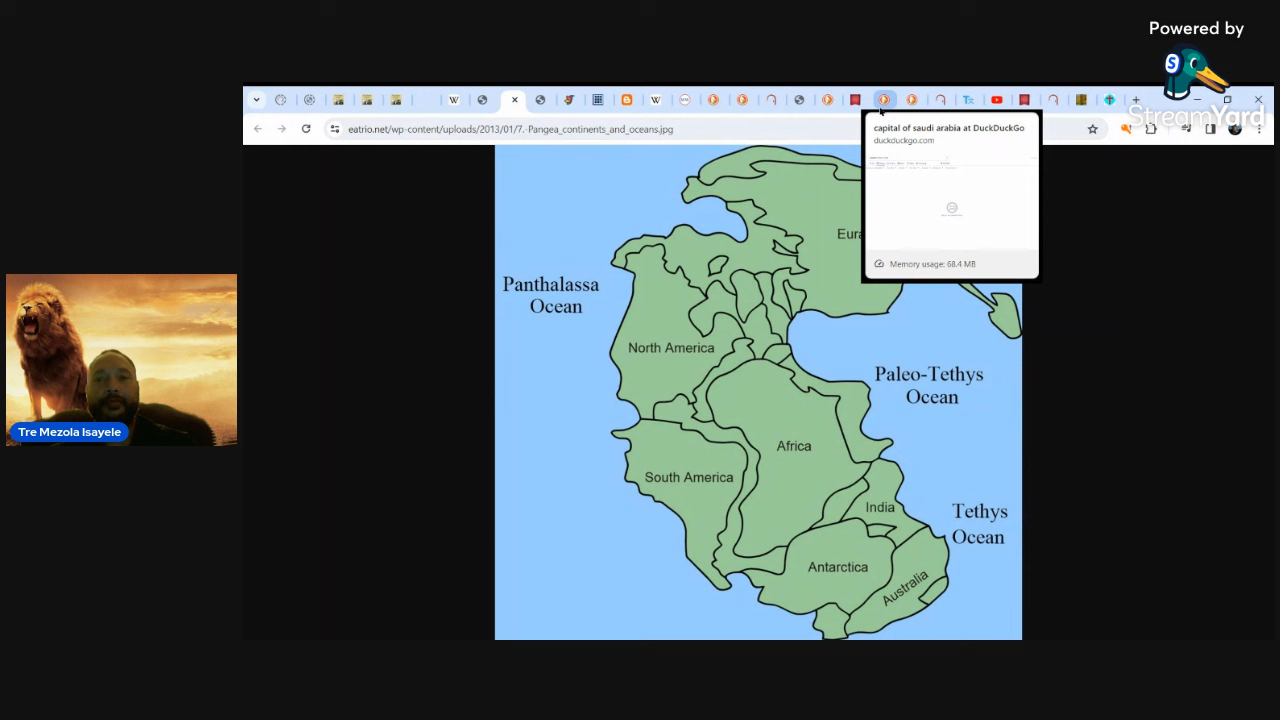 Powered by
S
StreamYard
eatrio.net/wp-content/uploads/2013/01/7.-Pangea_continents_and_oceans.jpg
capital of saudi arabia at DuckDuckGo
duckduckgo.com
Memory usage: 68.4 MB
Eura
Panthalassa
Ocean
North America
Paleo-Tethys
Ocean
Africa
South America
India
Tethys
Ocean
Antarctica
Australia
Tre Mezola Isayele